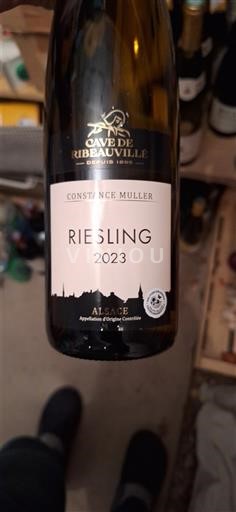 CAVE DE
RIBEAUVILLÉ
DEPUIS 1895
CONSTANCE MULLER
RIESLING
2023
ALSACE
Appellation d'Origine Contrôlée